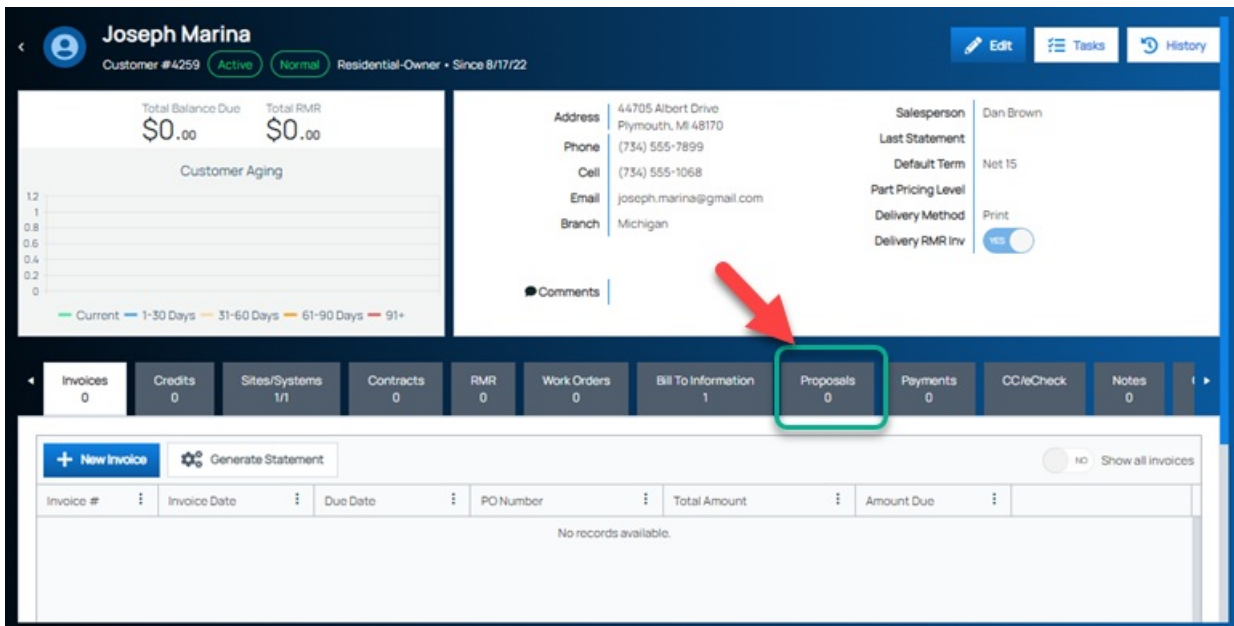 Joseph Marina
Customer #4259 Active Normal Residential-Owner • Since 8/17/22
Edit
Tasks
History
Total Balance Due Total RMR
$0.00 $0.00
Customer Aging
1.2
1
0.8
0.6
0.4
0.2
0
Current 1-30 Days 31-60 Days 61-90 Days 91+
Address 44705 Albert Drive
Plymouth, MI 48170
Phone (734) 555-7899
Cell (734) 555-1068
Email joseph.marina@gmail.com
Branch Michigan
Comments
Salesperson Dan Brown
Last Statement
Default Term Net 15
Part Pricing Level
Delivery Method Print
Delivery RMR Inv YES
Invoices Credits Sites/Systems Contracts RMR Work Orders Bill To Information Proposals Payments CC/eCheck Notes
0 0 1/1 0 0 0 1 0 0 0
New Invoice Generate Statement NO Show all invoices
Invoice # Invoice Date Due Date PO Number Total Amount Amount Due
No records available.